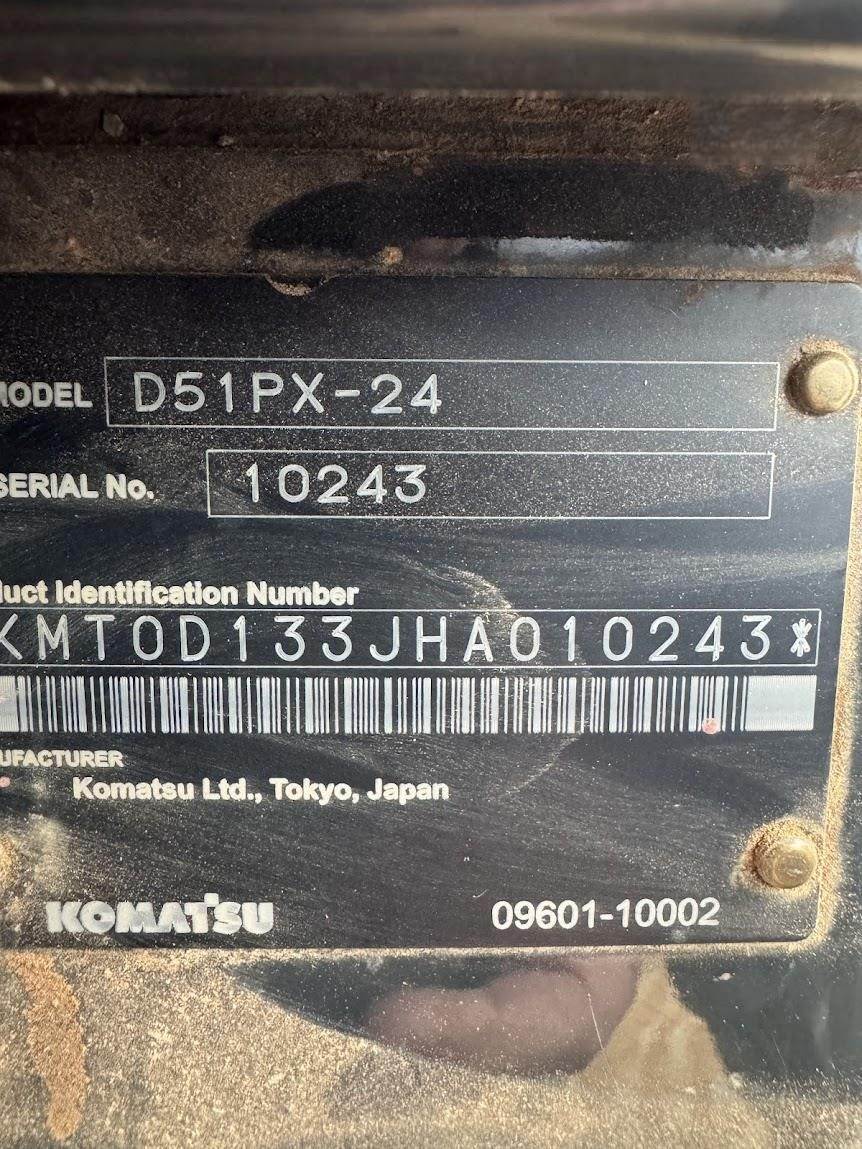 MODEL D51PX-24
SERIAL No. 10243
duct Identification Number
KMT0D133JHA010243*
UFACTURER
Komatsu Ltd., Tokyo, Japan
KOMATSU 09601-10002